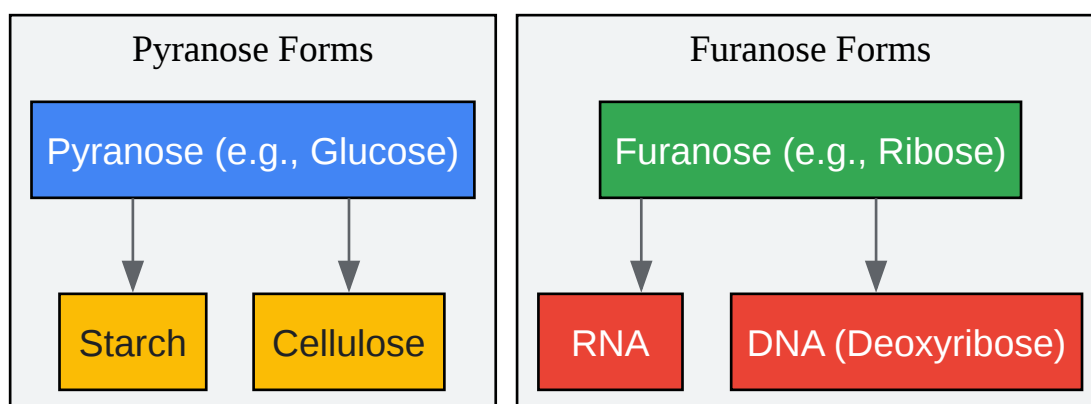 Pyranose Forms
Pyranose (e.g., Glucose)
Starch
Cellulose
Furanose Forms
Furanose (e.g., Ribose)
RNA
DNA (Deoxyribose)